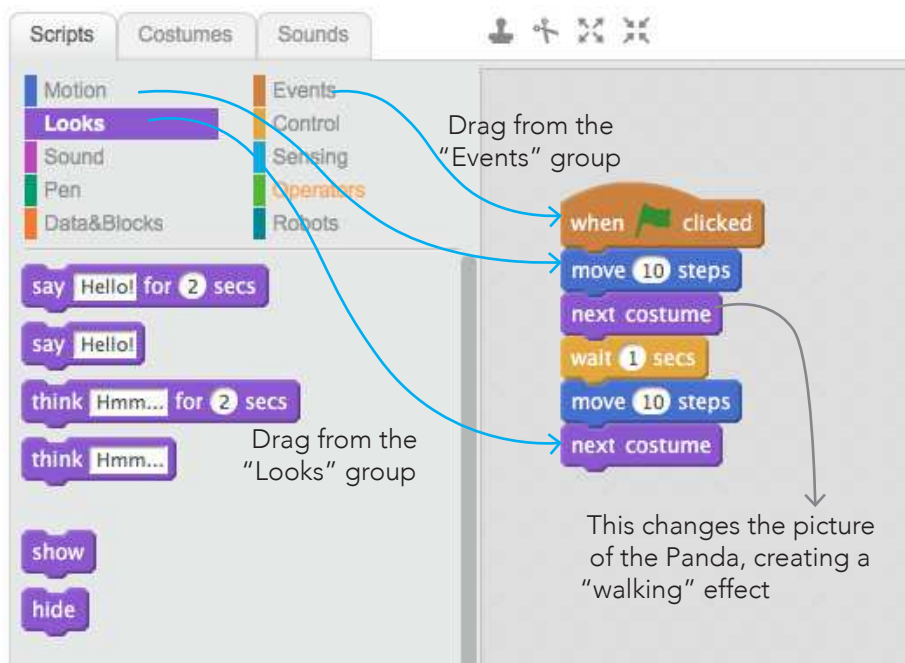 Scripts Costumes Sounds
Motion Events
Looks Control
Sound Sensing
Pen Operators
Data&Blocks Robots
say Hello! for 2 secs
say Hello!
think Hmm... for 2 secs
think Hmm...
show
hide
Drag from the
“Events” group
when clicked
move 10 steps
next costume
wait 1 secs
move 10 steps
next costume
Drag from the
“Looks” group
This changes the picture
of the Panda, creating a
“walking” effect